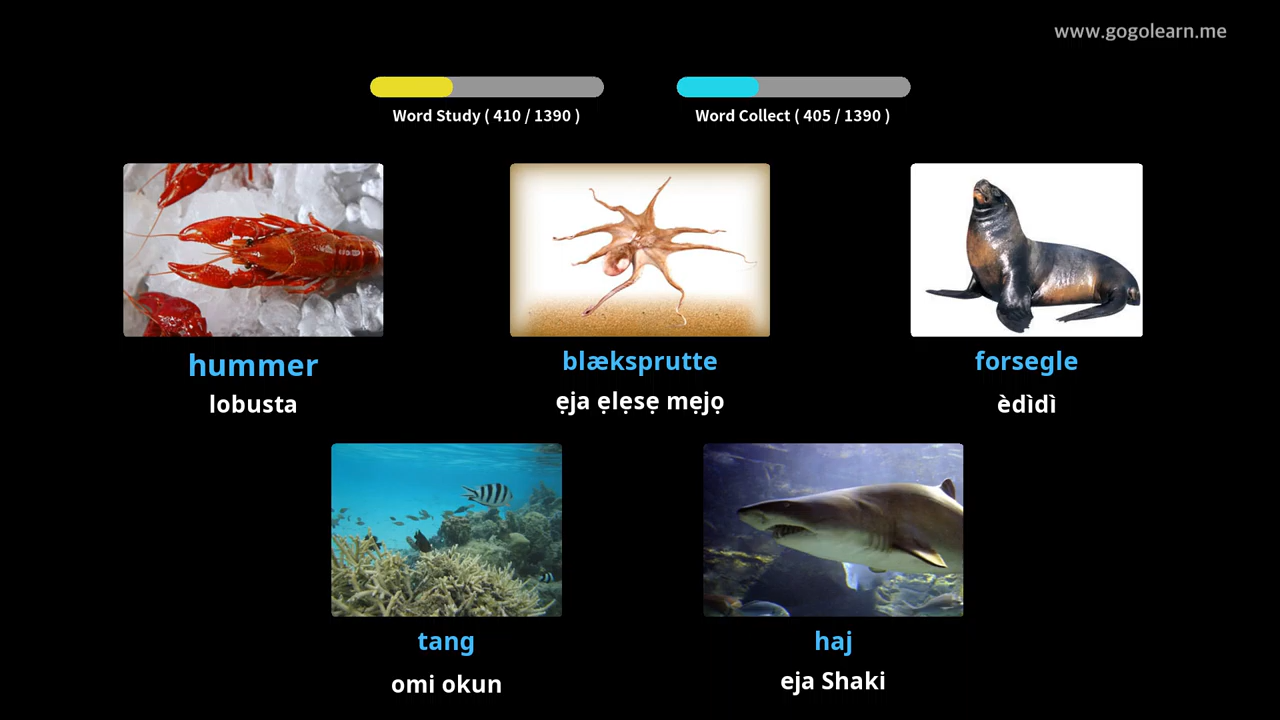 www.gogolearn.me
Word Study ( 410 / 1390 )
Word Collect ( 405 / 1390 )
hummer
lobusta
blæksprutte
ẹja ẹlẹsẹ mẹjọ
forsegle
èdìdì
tang
omi okun
haj
eja Shaki